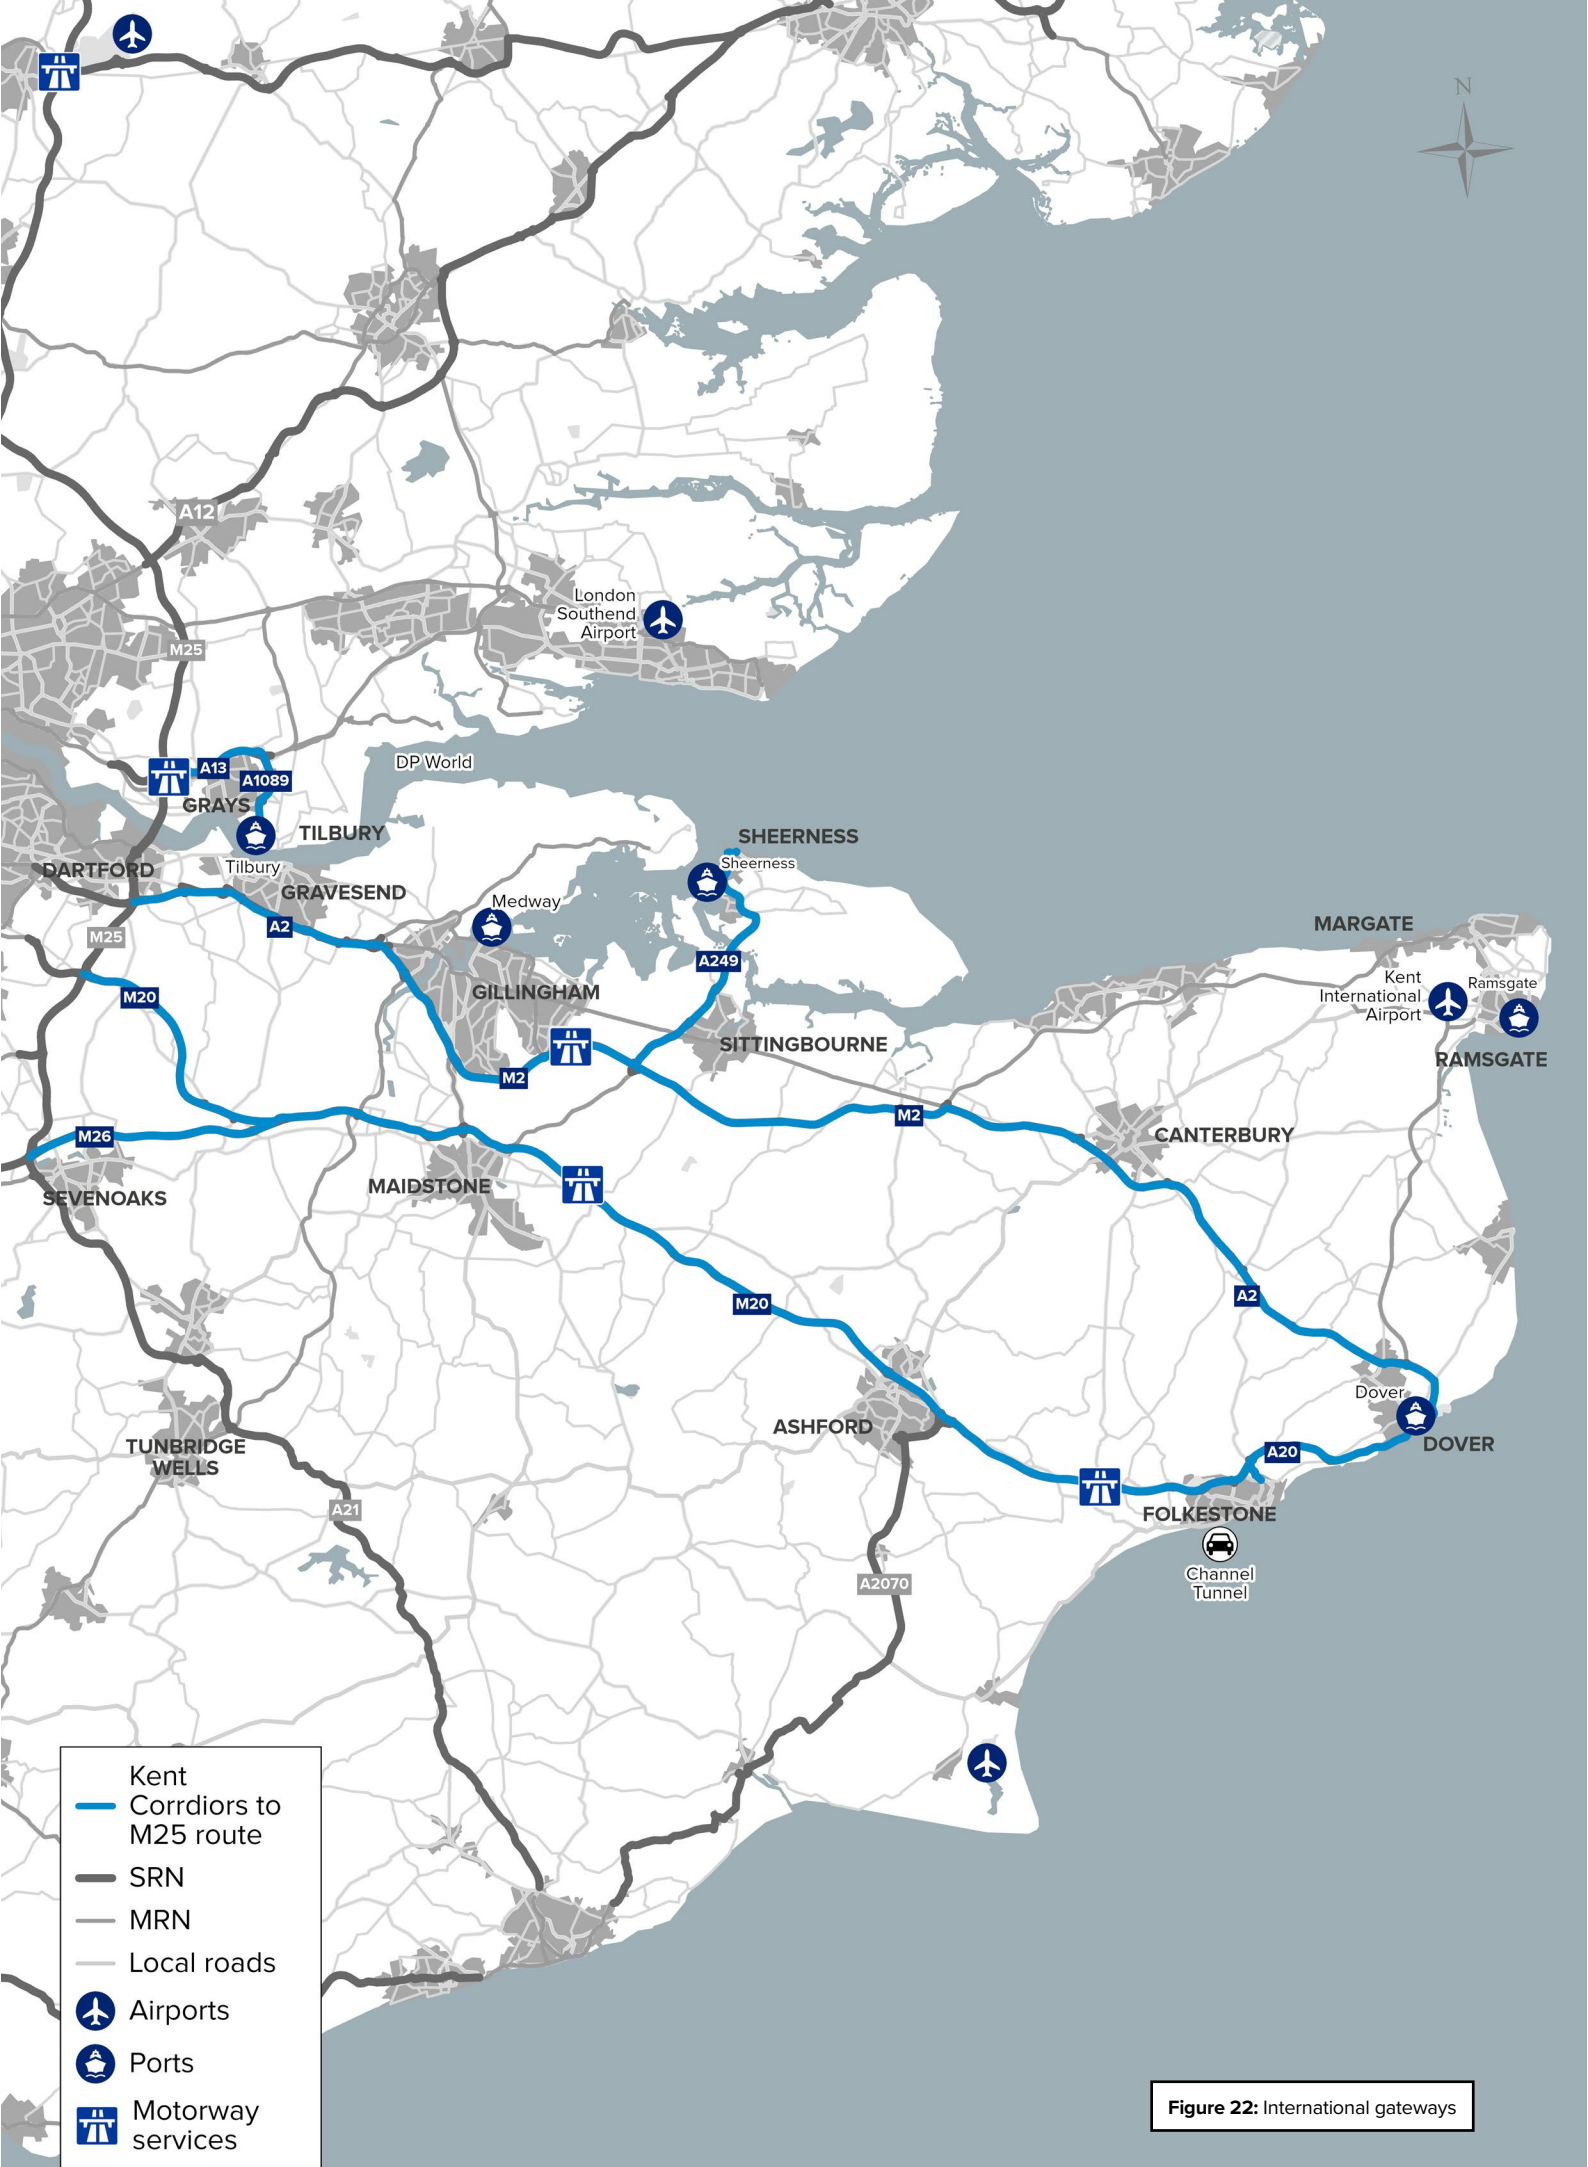 N
A12
London
Southend
Airport
M25
DP World
A13
A1089
GRAYS
TILBURY
Tilbury
DARTFORD
GRAVESEND
SHEERNESS
Sheerness
Medway
A2
M25
A249
MARGATE
Kent
International
Airport
Ramsgate
RAMSGATE
M20
GILLINGHAM
SITTINGBOURNE
M2
M2
M26
CANTERBURY
SEVENOAKS
MAIDSTONE
M20
A2
Dover
DOVER
ASHFORD
A20
TUNBRIDGE
WELLS
A21
FOLKESTONE
Channel
Tunnel
A2070
Kent
Corrdiors to
M25 route
SRN
MRN
Local roads
Airports
Ports
Motorway
services
Figure 22: International gateways